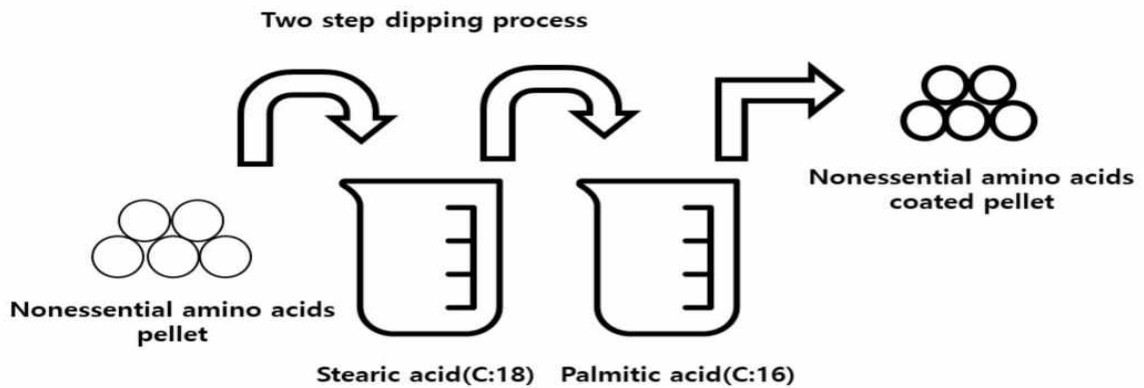 Two step dipping process
Nonessential amino acids
coated pellet
Nonessential amino acids
pellet
Stearic acid(C:18)
Palmitic acid(C:16)